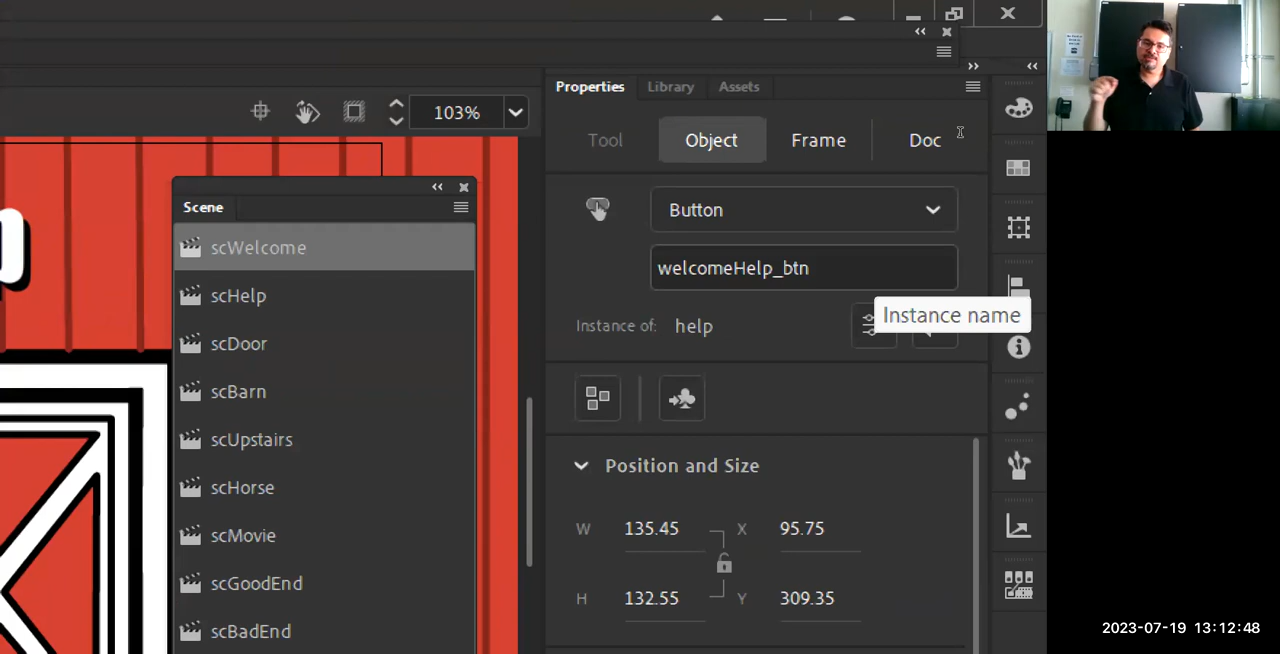 103%
Properties
Library
Assets
Tool
Object
Frame
Doc
Scene
scWelcome
scHelp
scDoor
scBarn
scUpstairs
scHorse
scMovie
scGoodEnd
scBadEnd
Button
welcomeHelp_btn
Instance name
Instance of: help
Position and Size
W 135.45 X 95.75
H 132.55 Y 309.35
2023-07-19 13:12:48